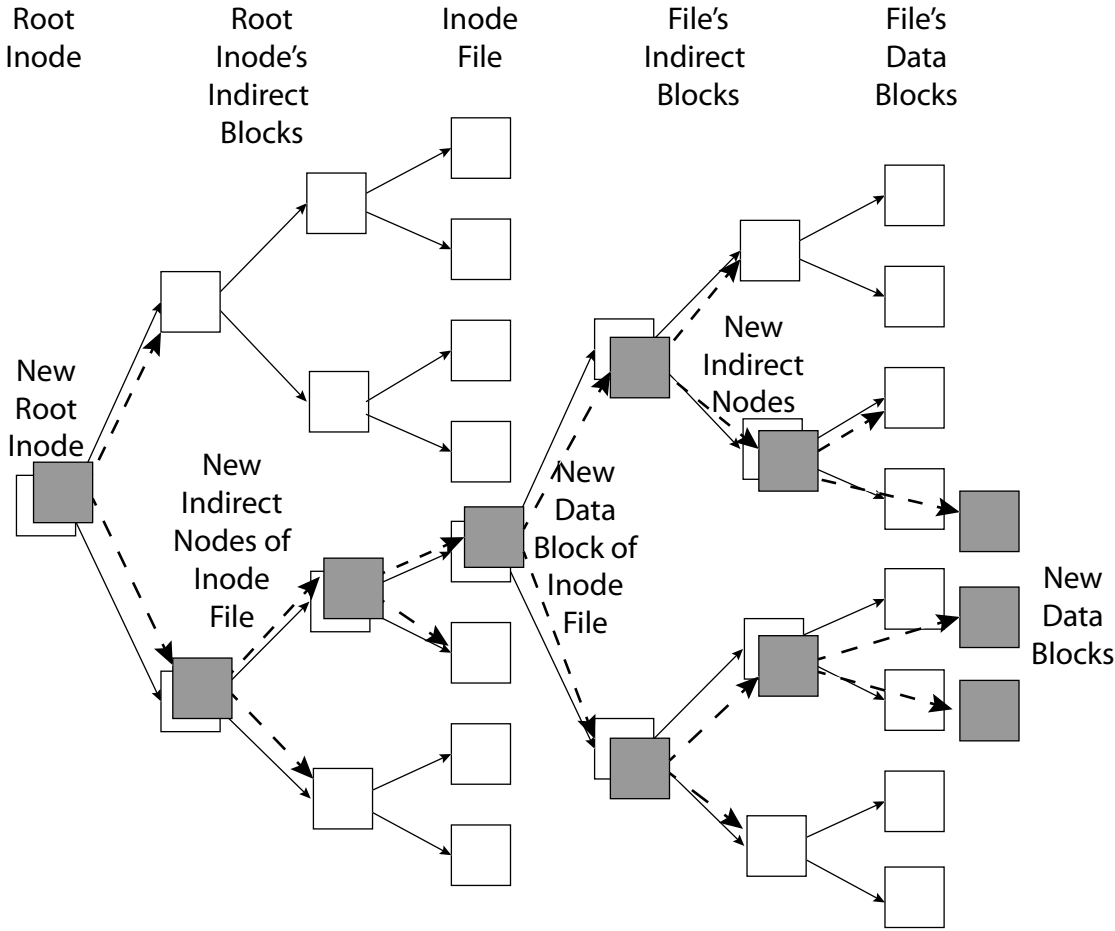 Root
Inode
Root
Inode’s
Indirect
Blocks
Inode
File
File’s
Indirect
Blocks
File’s
Data
Blocks
New
Root
Inode
New
Indirect
Nodes of
Inode
File
New
Data
Block of
Inode
File
New
Indirect
Nodes
New
Data
Blocks